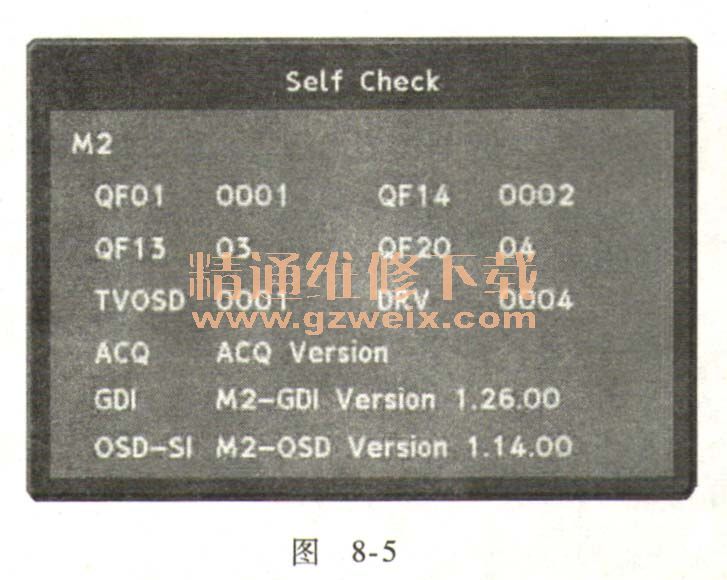 Self Check
M2
QF01 0001 QF14 0002
QF13 03 QF20 04
精通维修下载
TVOSD 0001 DRV 0004
www.gzweix.com
ACQ ACQ Version
GDI M2-GDI Version 1.26.00
OSD-SI M2-OSD Version 1.14.00
图 8-5